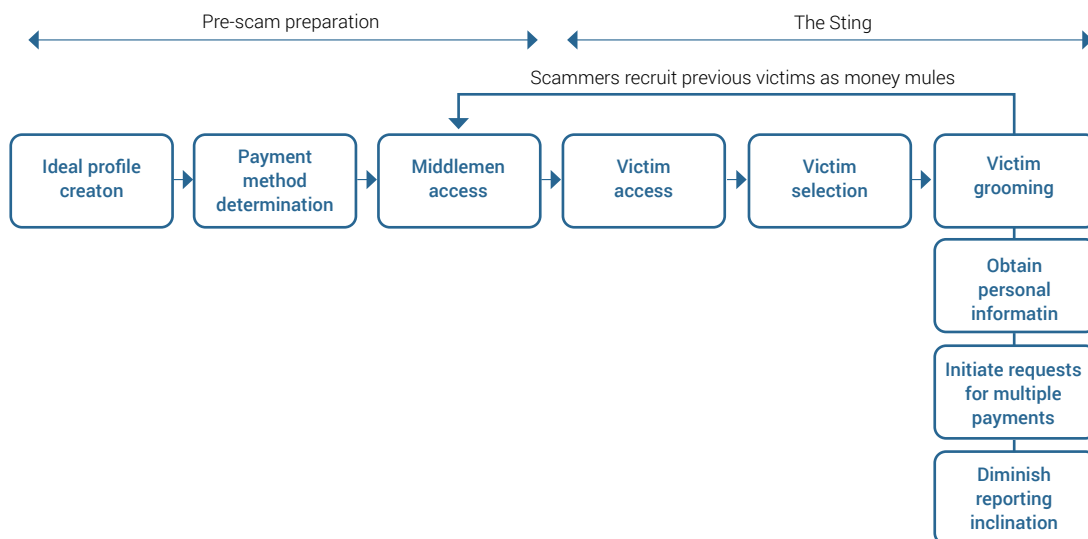 Pre-scam preparation
The Sting
Scammers recruit previous victims as money mules
Ideal profile
creaton
Payment
method
determination
Middlemen
access
Victim
access
Victim
selection
Victim
grooming
Obtain
personal
informatin
Initiate requests
for multiple
payments
Diminish
reporting
inclination